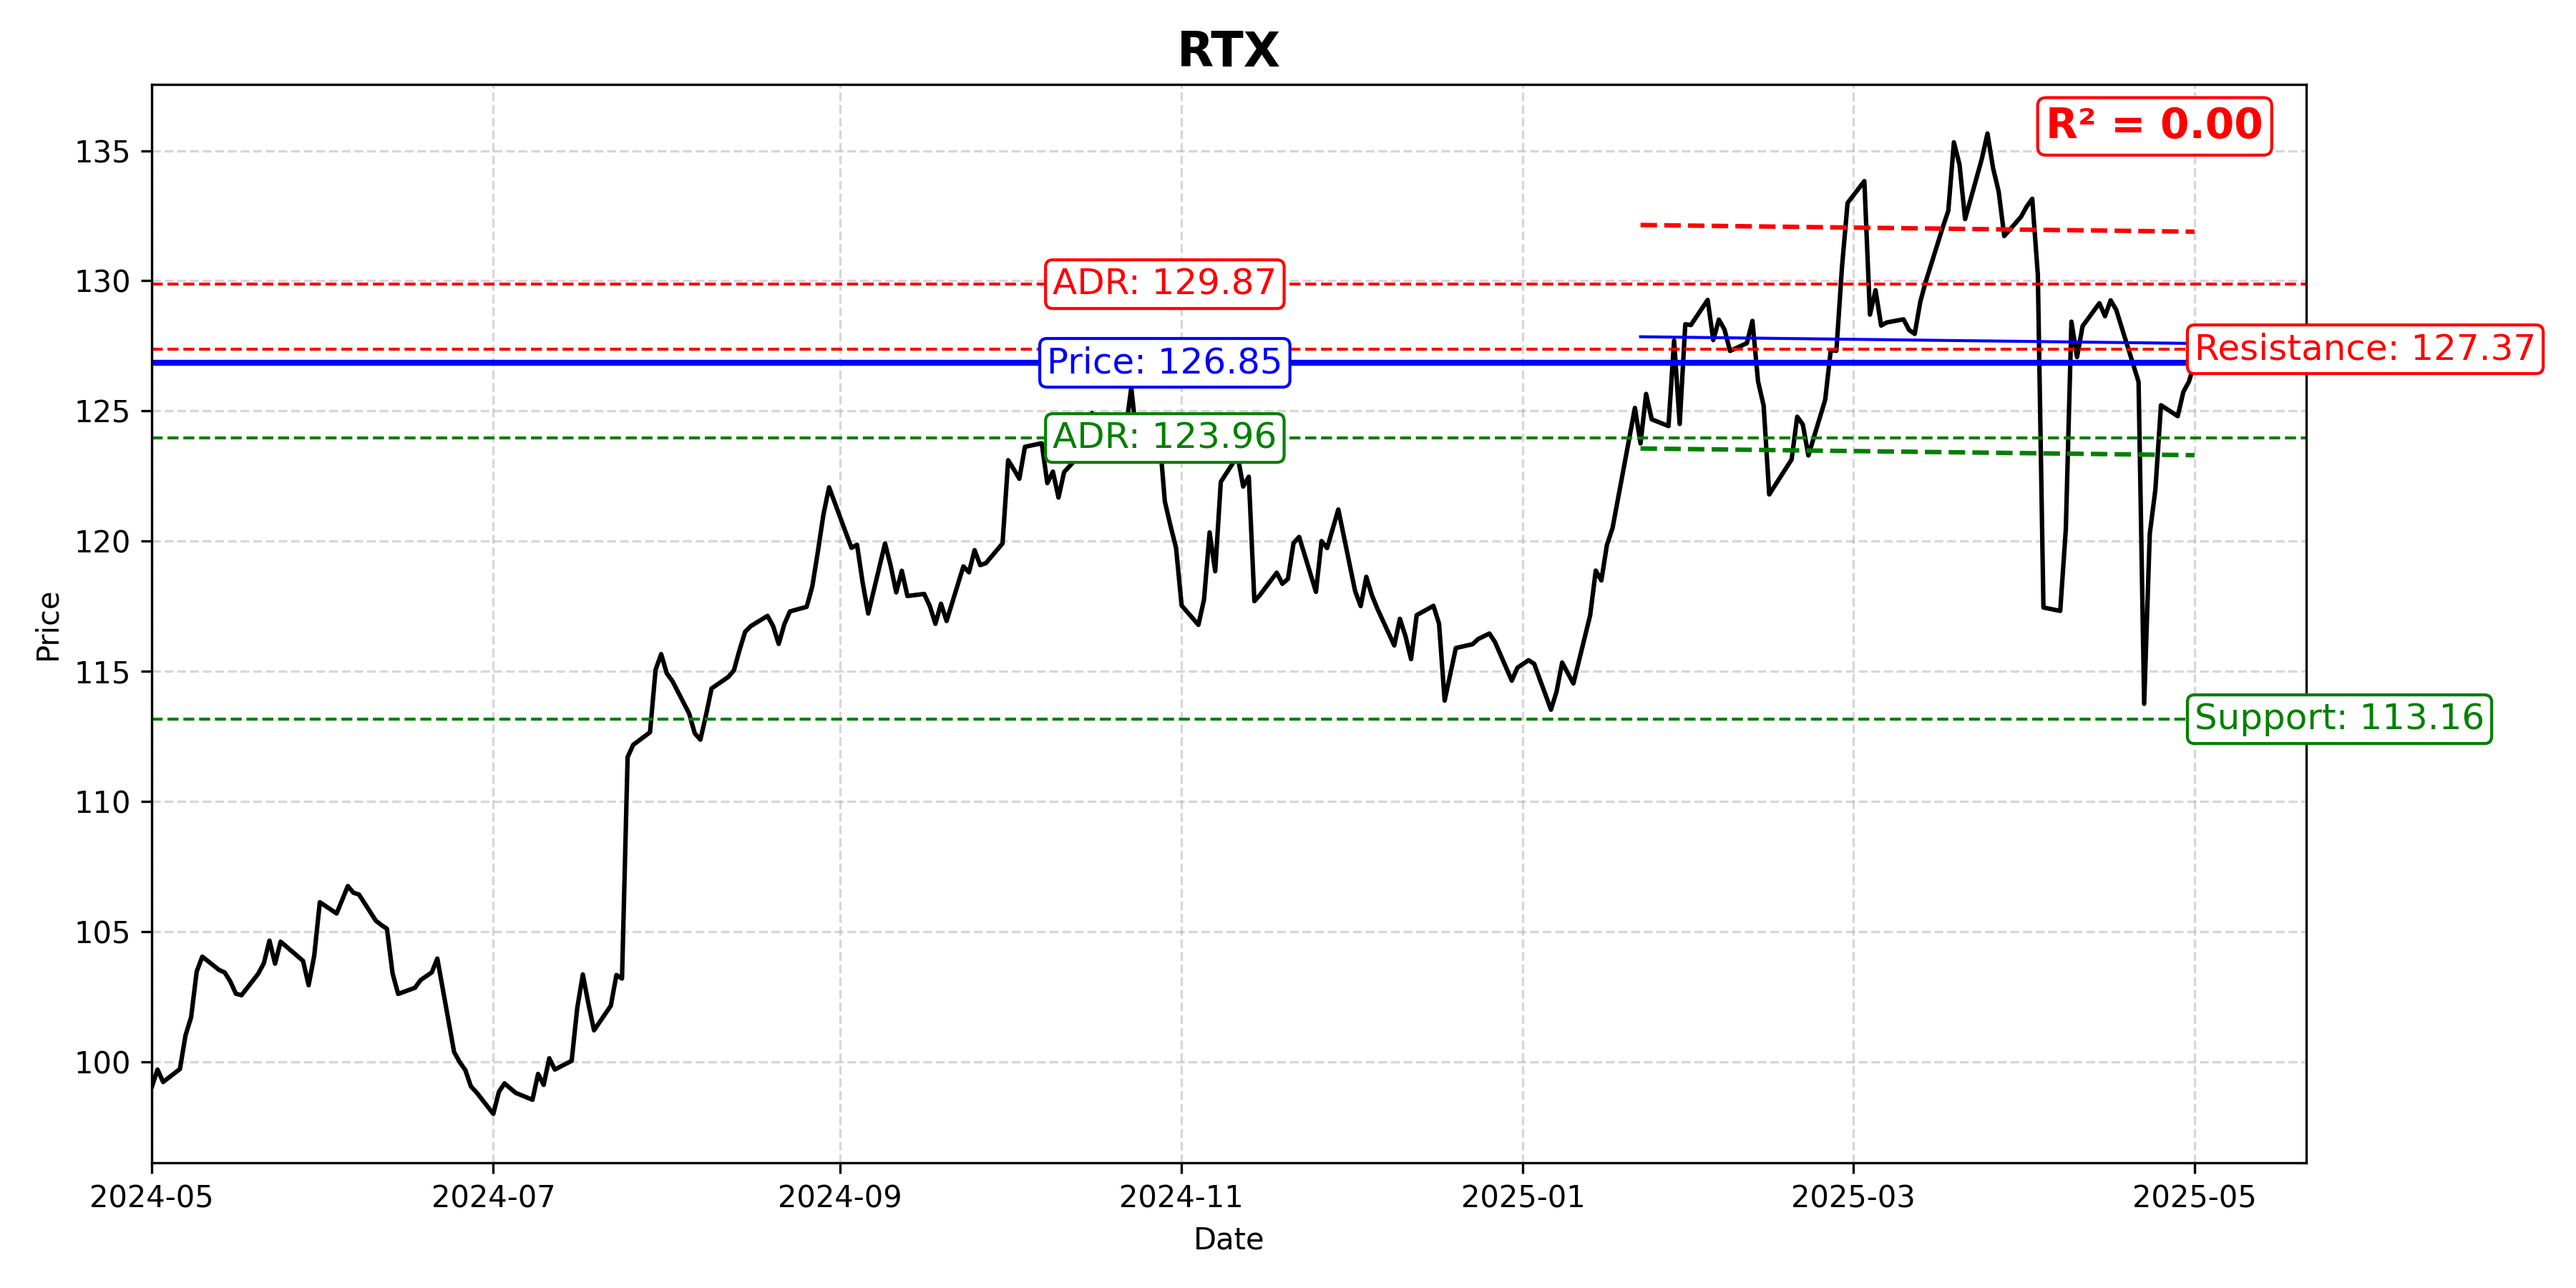 RTX
R² = 0.00
135
130
125
120
115
110
105
100
Price
ADR: 129.87
Price: 126.85
ADR: 123.96
Resistance: 127.37
Support: 113.16
2024-05
2024-07
2024-09
2024-11
2025-01
2025-03
2025-05
Date